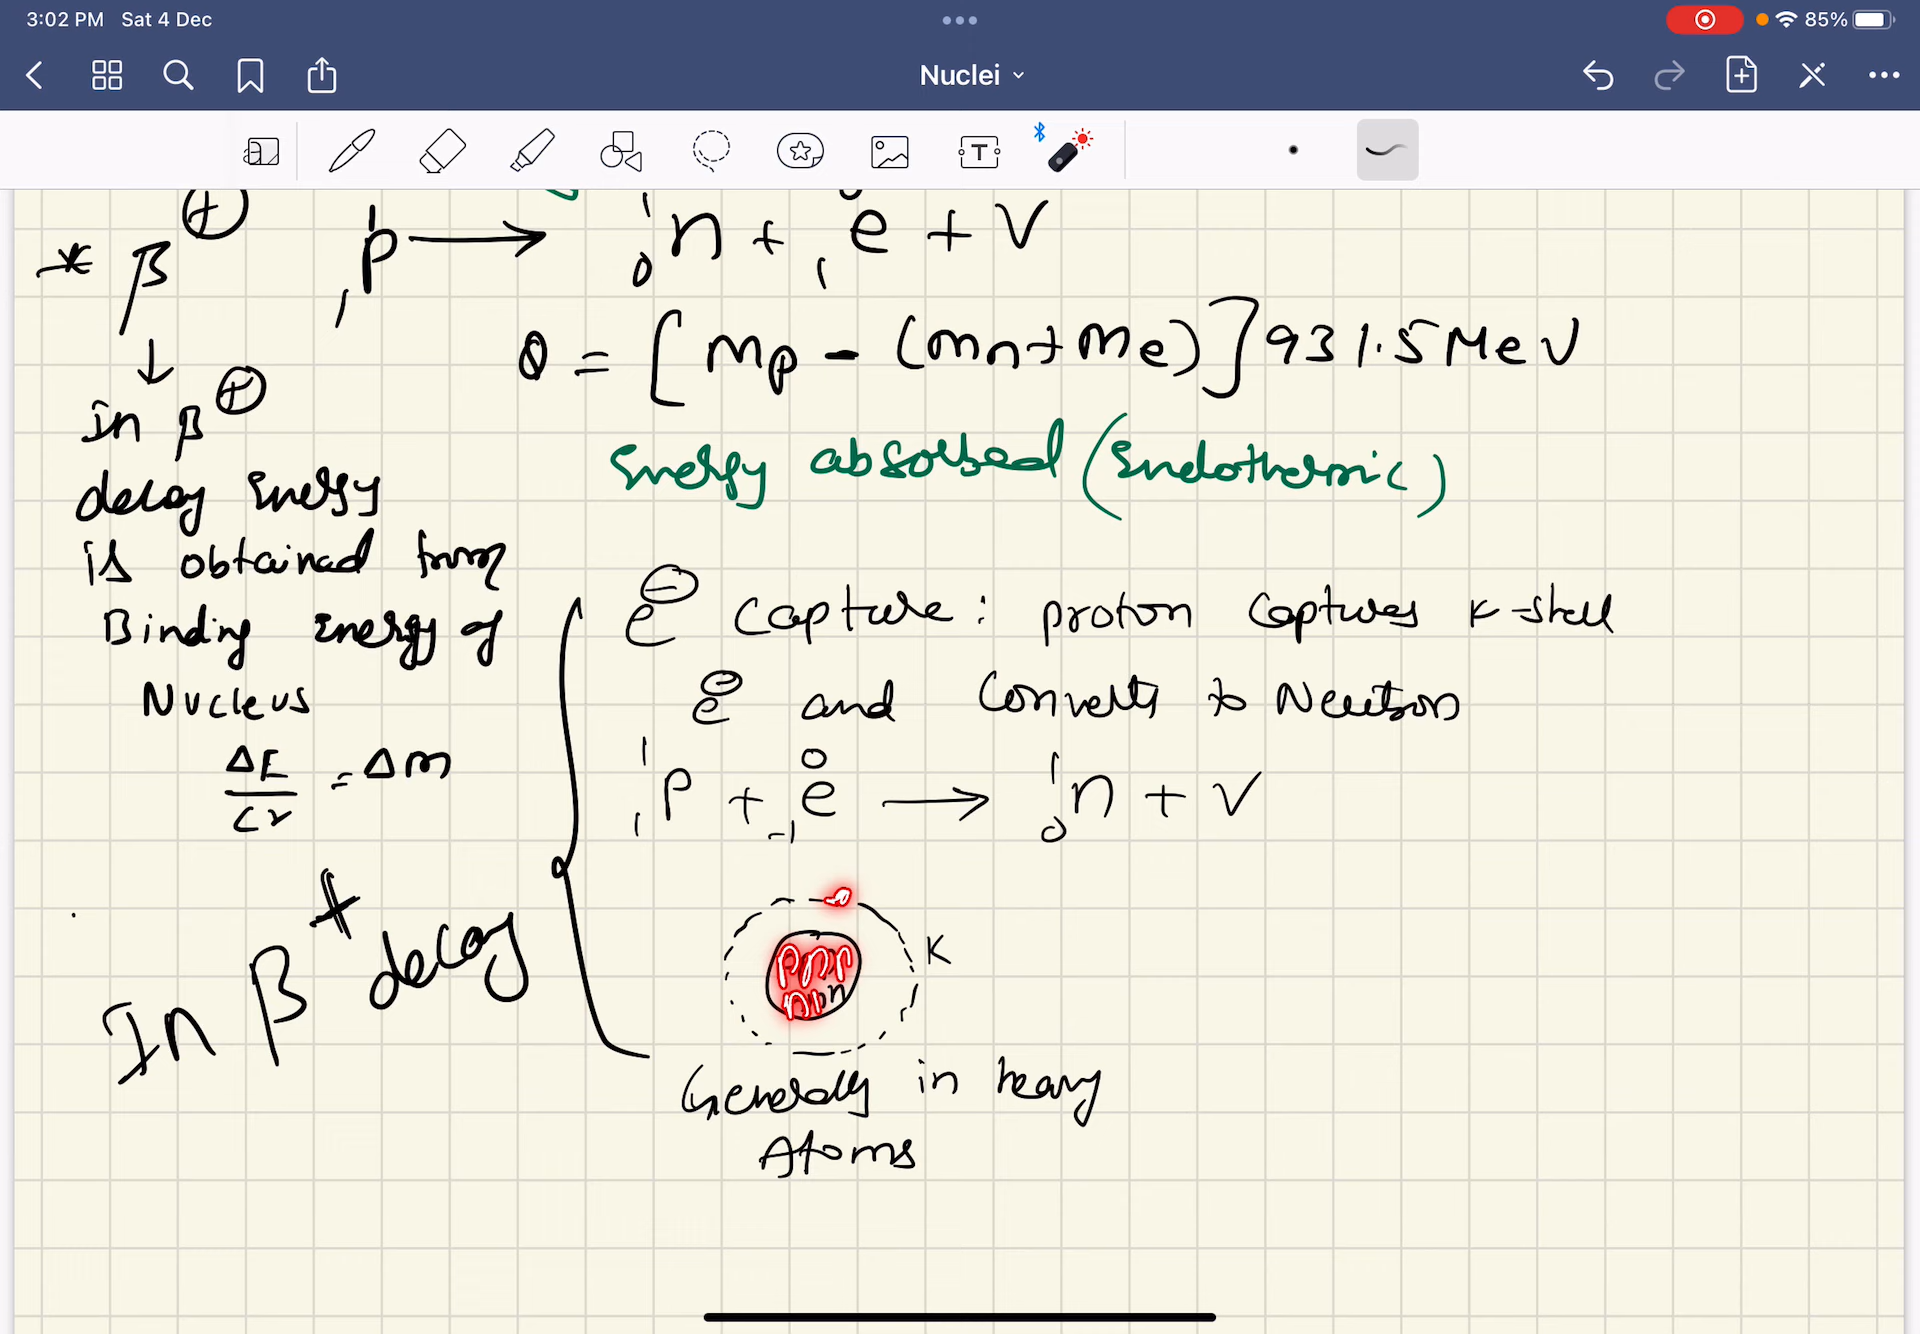 3:02 PM Sat 4 Dec
85%
Nuclei
T
* β⊕ ¹₁p → ¹₀n + ⁰₁e + ν
Q = [mp - (mn + me)] 931.5 MeV
Energy absorbed (Endothermic)
In β⊕
decay Energy
is obtained from
Binding Energy of
Nucleus
ΔE/c² = Δm
e⊖ capture : proton captures K-shell
e⊖ and Converts to Neutron
¹₁p + ⁰₋₁e → ¹₀n + ν
In β⁺ decay
K
Generally in heavy
Atoms